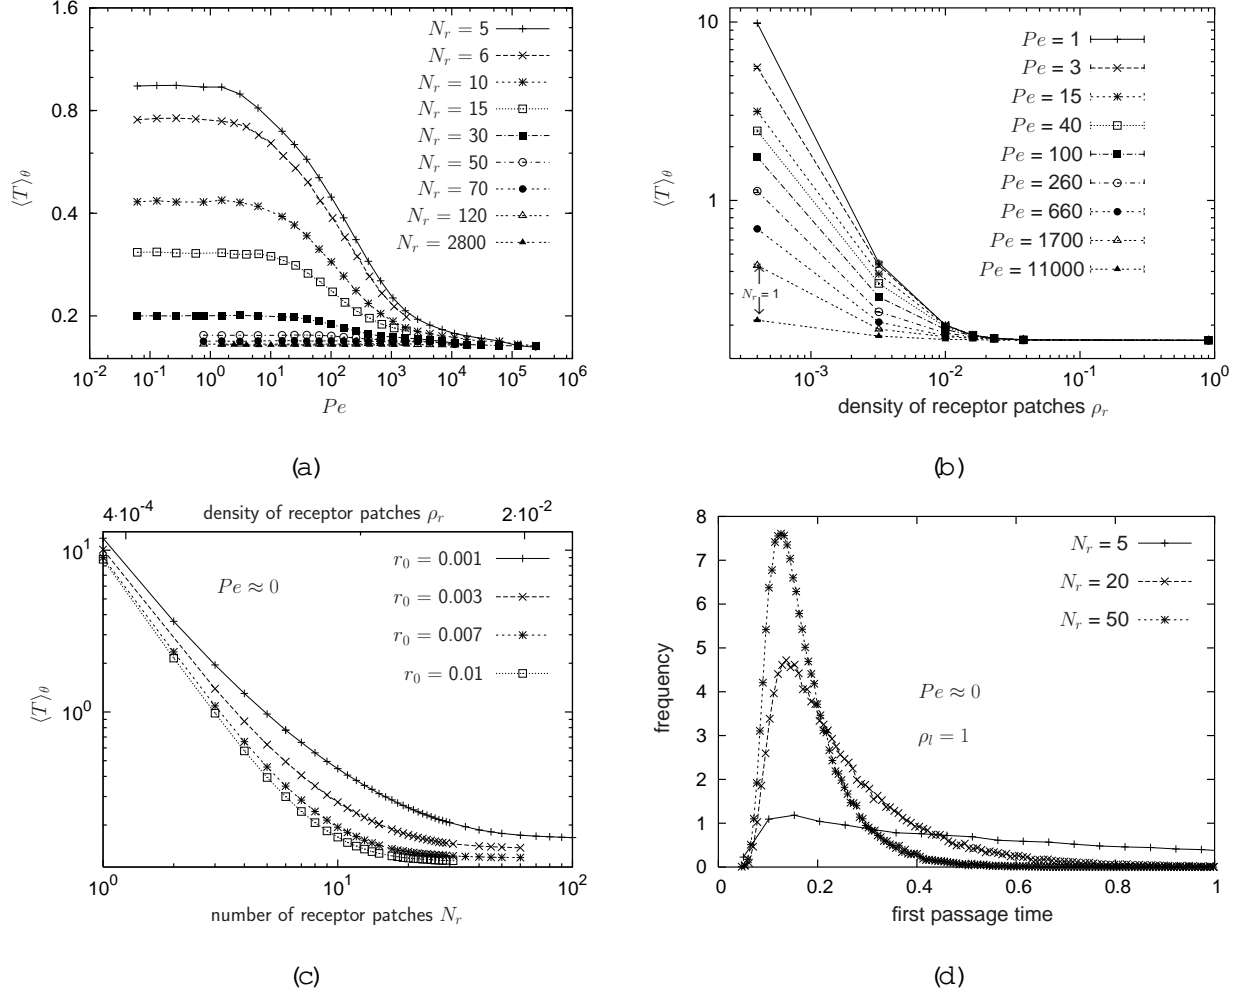 1.6
0.8
0.4
0.2
⟨T⟩θ
10^-2 10^-1 10^0 10^1 10^2 10^3 10^4 10^5 10^6
Pe
N_r = 5
N_r = 6
N_r = 10
N_r = 15
N_r = 30
N_r = 50
N_r = 70
N_r = 120
N_r = 2800
(a)
10
1
⟨T⟩θ
10^-3 10^-2 10^-1 10^0
density of receptor patches ρ_r
Pe = 1
Pe = 3
Pe = 15
Pe = 40
Pe = 100
Pe = 260
Pe = 660
Pe = 1700
Pe = 11000
N_r = 1
(b)
4·10^-4 density of receptor patches ρ_r 2·10^-2
10^1
10^0
⟨T⟩θ
Pe ≈ 0
r_0 = 0.001
r_0 = 0.003
r_0 = 0.007
r_0 = 0.01
10^0 10^1 10^2
number of receptor patches N_r
(c)
8
7
6
5
4
3
2
1
0
frequency
N_r = 5
N_r = 20
N_r = 50
Pe ≈ 0
ρ_l = 1
0 0.2 0.4 0.6 0.8 1
first passage time
(d)